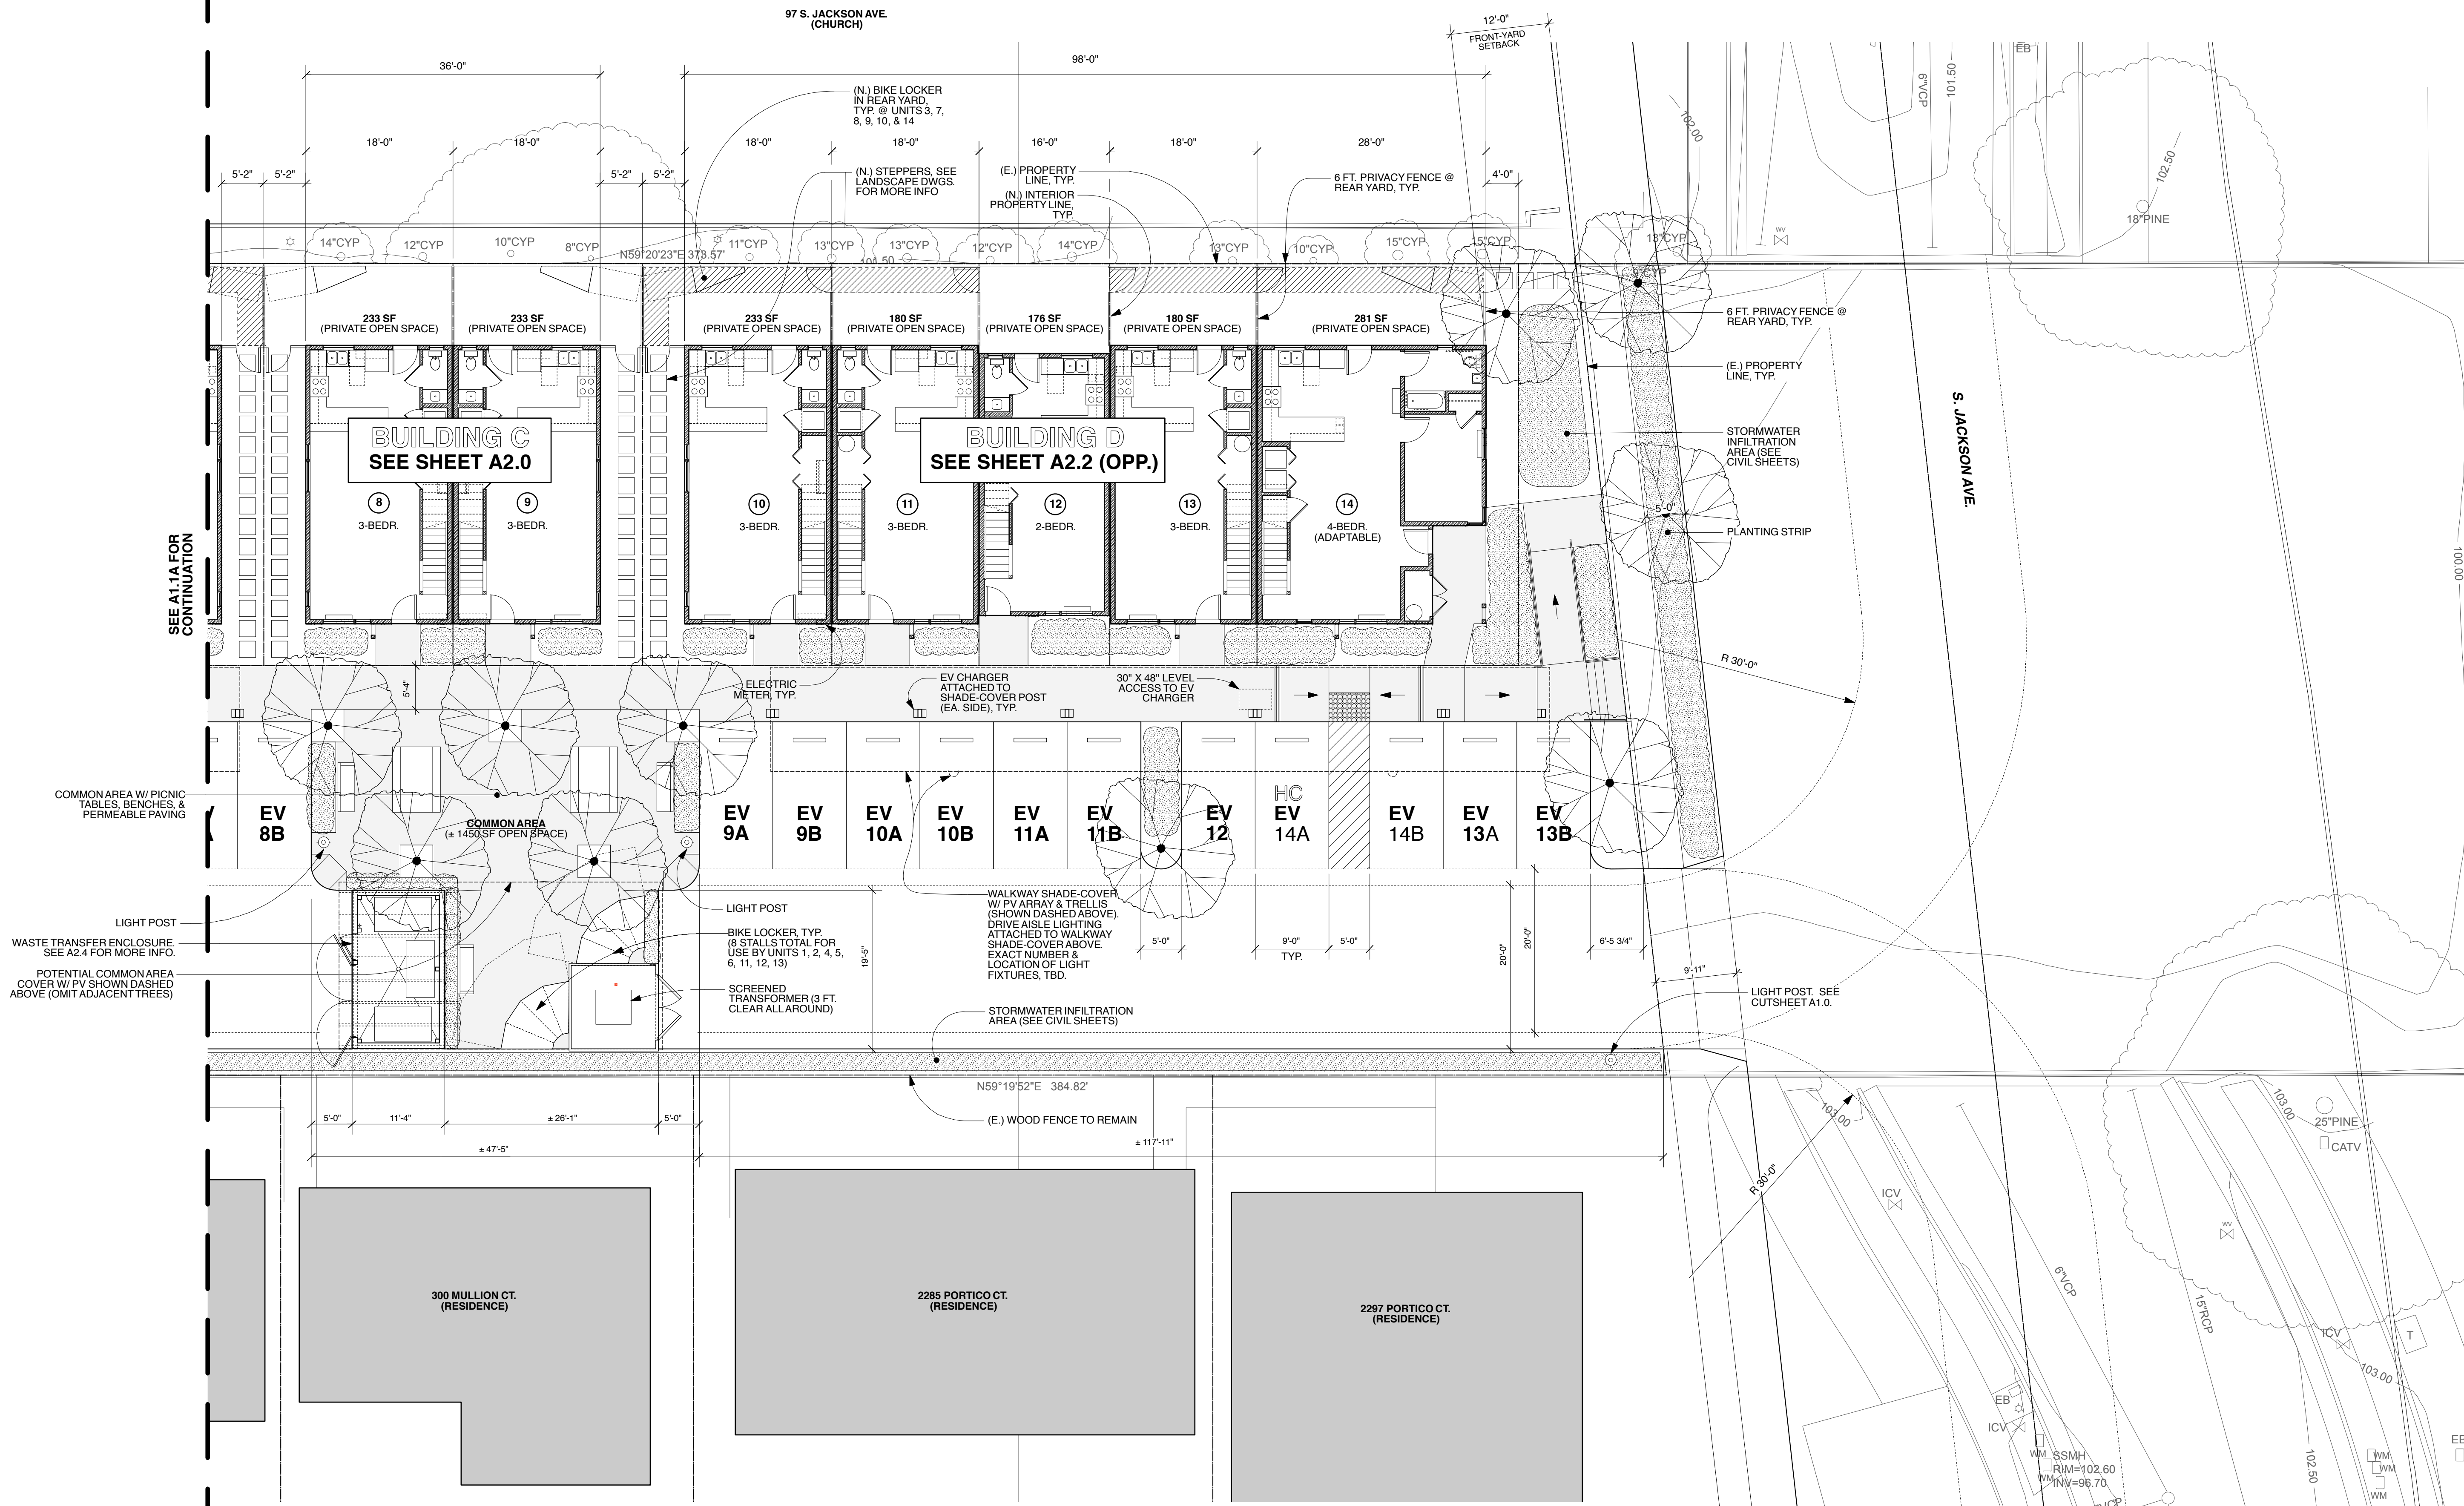 97 S. JACKSON AVE.
(CHURCH)
12'-0"
FRONT-YARD
SETBACK
36'-0"
98'-0"
(N.) BIKE LOCKER
IN REAR YARD,
TYP. @ UNITS 3, 7,
8, 9, 10, & 14
18'-0"
18'-0"
18'-0"
18'-0"
16'-0"
18'-0"
28'-0"
5'-2"
5'-2"
5'-2"
5'-2"
4'-0"
(N.) STEPPERS, SEE
LANDSCAPE DWGS.
FOR MORE INFO
(E.) PROPERTY
LINE, TYP.
(N.) INTERIOR
PROPERTY LINE,
TYP.
6 FT. PRIVACY FENCE @
REAR YARD, TYP.
EB
6"VCP
101.50
102.00
102.50
18"PINE
WV
14"CYP
12"CYP
10"CYP
8"CYP
11"CYP
13"CYP
13"CYP
12"CYP
14"CYP
13"CYP
10"CYP
15"CYP
15"CYP
13"CYP
9"CYP
N59°20'23"E 373.57'
101.50
233 SF
(PRIVATE OPEN SPACE)
233 SF
(PRIVATE OPEN SPACE)
233 SF
(PRIVATE OPEN SPACE)
180 SF
(PRIVATE OPEN SPACE)
176 SF
(PRIVATE OPEN SPACE)
180 SF
(PRIVATE OPEN SPACE)
281 SF
(PRIVATE OPEN SPACE)
6 FT. PRIVACY FENCE @
REAR YARD, TYP.
(E.) PROPERTY
LINE, TYP.
STORMWATER
INFILTRATION
AREA (SEE
CIVIL SHEETS)
5'-0"
PLANTING STRIP
S. JACKSON AVE.
100.00
BUILDING C
SEE SHEET A2.0
BUILDING D
SEE SHEET A2.2 (OPP.)
8
3-BEDR.
9
3-BEDR.
10
3-BEDR.
11
3-BEDR.
12
2-BEDR.
13
3-BEDR.
14
4-BEDR.
(ADAPTABLE)
SEE A1.1A FOR
CONTINUATION
5'-4"
ELECTRIC
METER, TYP.
EV CHARGER
ATTACHED TO
SHADE-COVER POST
(EA. SIDE), TYP.
30" X 48" LEVEL
ACCESS TO EV
CHARGER
R 30'-0"
COMMON AREA W/ PICNIC
TABLES, BENCHES, &
PERMEABLE PAVING
COMMON AREA
(± 1450 SF OPEN SPACE)
EV
8B
EV
9A
EV
9B
EV
10A
EV
10B
EV
11A
EV
11B
EV
12
HC
EV
14A
EV
14B
EV
13A
EV
13B
LIGHT POST
WASTE TRANSFER ENCLOSURE.
SEE A2.4 FOR MORE INFO.
POTENTIAL COMMON AREA
COVER W/ PV SHOWN DASHED
ABOVE (OMIT ADJACENT TREES)
LIGHT POST
BIKE LOCKER, TYP.
(8 STALLS TOTAL FOR
USE BY UNITS 1, 2, 4, 5,
6, 11, 12, 13)
SCREENED
TRANSFORMER (3 FT.
CLEAR ALL AROUND)
19'-5"
WALKWAY SHADE-COVER
W/ PV ARRAY & TRELLIS
(SHOWN DASHED ABOVE).
DRIVE AISLE LIGHTING
ATTACHED TO WALKWAY
SHADE-COVER ABOVE.
EXACT NUMBER &
LOCATION OF LIGHT
FIXTURES, TBD.
STORMWATER INFILTRATION
AREA (SEE CIVIL SHEETS)
5'-0"
9'-0"
TYP.
5'-0"
20'-0"
20'-0"
6'-5 3/4"
9'-11"
LIGHT POST.  SEE
CUTSHEET A1.0.
N59°19'52"E   384.82'
(E.) WOOD FENCE TO REMAIN
5'-0"
11'-4"
± 26'-1"
5'-0"
± 47'-5"
± 117'-11"
R 30'-0"
103.00
103.00
25"PINE
CATV
ICV
WV
6"VCP
15"RCP
ICV
T
103.00
300 MULLION CT.
(RESIDENCE)
2285 PORTICO CT.
(RESIDENCE)
2297 PORTICO CT.
(RESIDENCE)
EB
ICV
WM
SSMH
RIM=102.60
WM
INV=96.70
102.50
WM
WM
WM